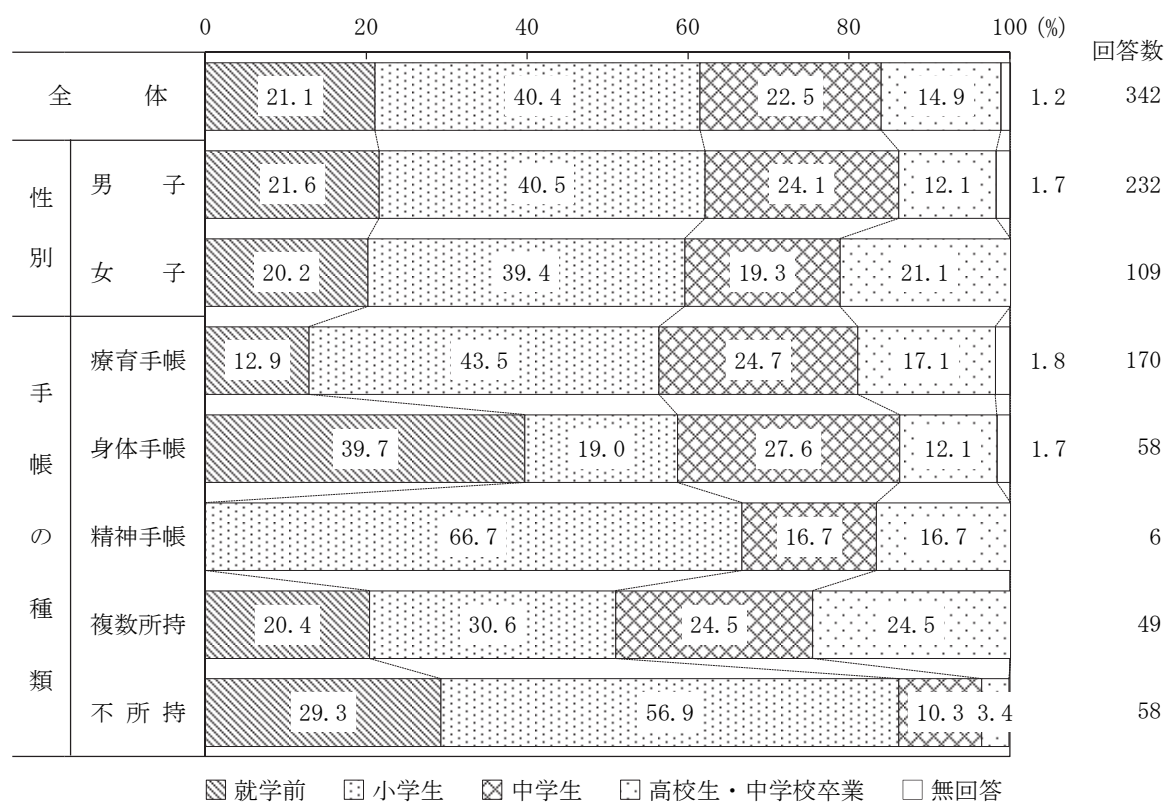 0 20 40 60 80 100 (%)
回答数
全体 21.1 40.4 22.5 14.9 1.2 342
性別
男子 21.6 40.5 24.1 12.1 1.7 232
女子 20.2 39.4 19.3 21.1 109
手帳の種類
療育手帳 12.9 43.5 24.7 17.1 1.8 170
身体手帳 39.7 19.0 27.6 12.1 1.7 58
精神手帳 66.7 16.7 16.7 6
複数所持 20.4 30.6 24.5 24.5 49
不所持 29.3 56.9 10.3 3.4 58
就学前 小学生 中学生 高校生・中学校卒業 無回答